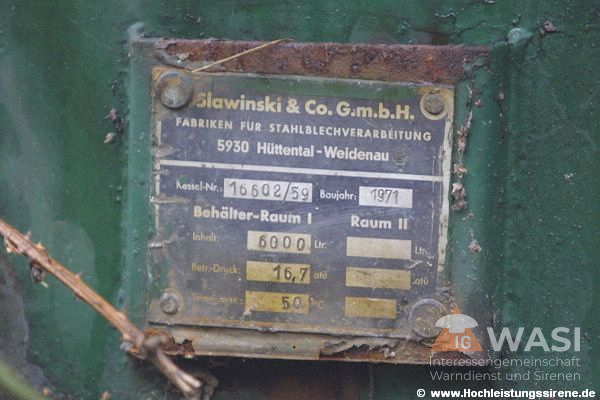 Slawinski & Co. G.m.b.H.
FABRIKEN FÜR STAHLBLECHVERARBEITUNG
5930 Hüttental-Weidenau
Kessel-Nr.: 16602/59 Baujahr: 1971
Behälter-Raum I Raum II
Inhalt: 6000 Ltr. Ltr.
Betr.-Druck: 16,7 atü atü
max. 50 °C
IG WASI
Interessengemeinschaft
Warndienst und Sirenen
© www.Hochleistungssirene.de